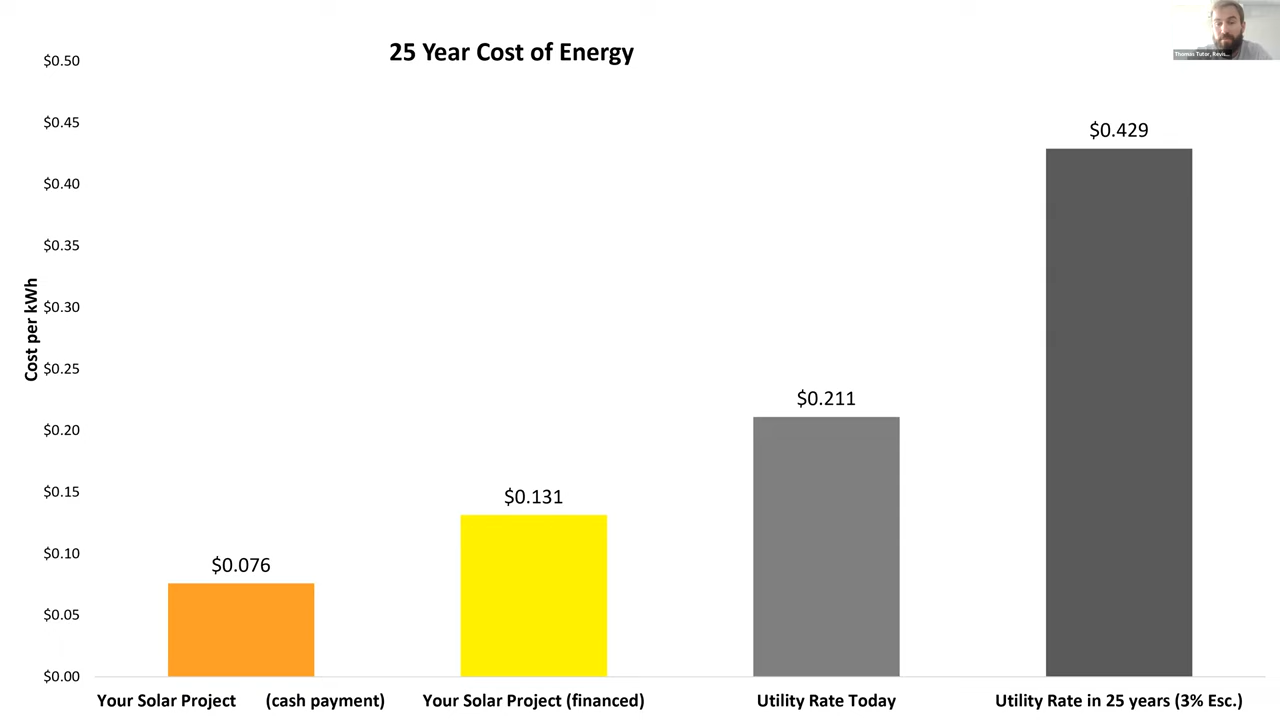 25 Year Cost of Energy
Thomas Tutor, Revis...
$0.50
$0.45
$0.40
$0.35
$0.30
$0.25
$0.20
$0.15
$0.10
$0.05
$0.00
Cost per kWh
$0.076
$0.131
$0.211
$0.429
Your Solar Project (cash payment)
Your Solar Project (financed)
Utility Rate Today
Utility Rate in 25 years (3% Esc.)